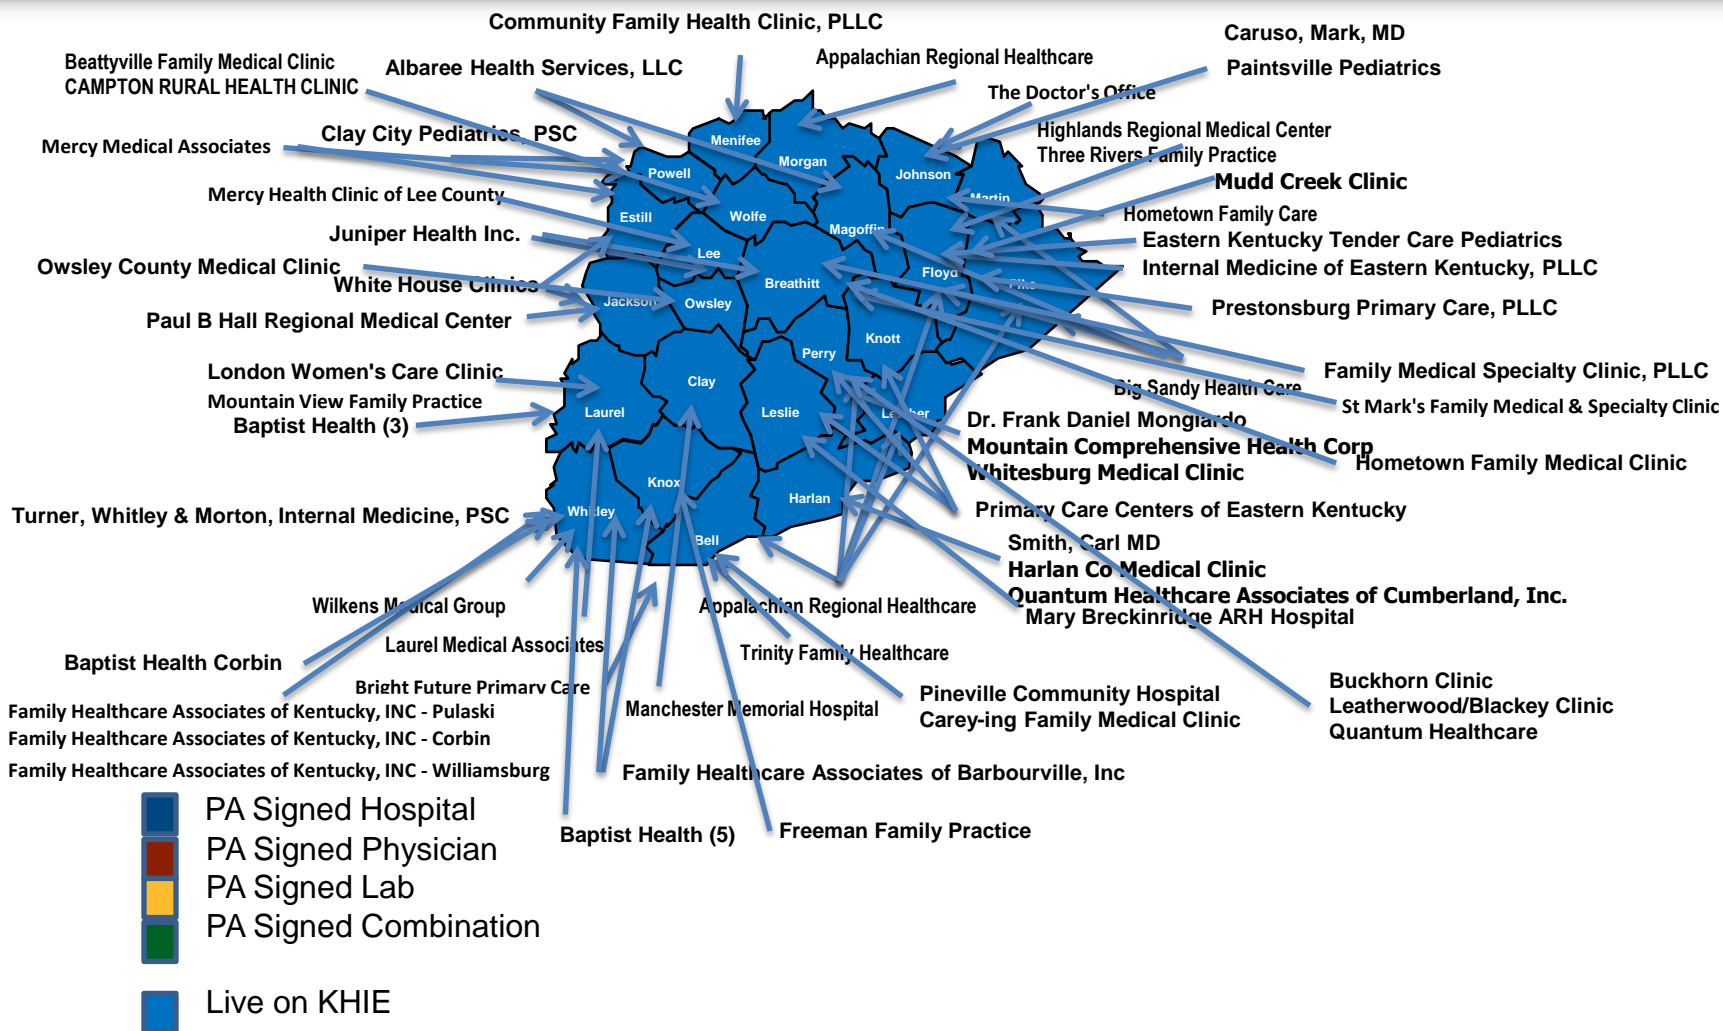 Community Family Health Clinic, PLLC
Caruso, Mark, MD
Beattyville Family Medical Clinic
CAMPTON RURAL HEALTH CLINIC
Albaree Health Services, LLC
Appalachian Regional Healthcare
Paintsville Pediatrics
The Doctor's Office
Clay City Pediatrics, PSC
Mercy Medical Associates
Highlands Regional Medical Center
Three Rivers Family Practice
Mudd Creek Clinic
Mercy Health Clinic of Lee County
Hometown Family Care
Juniper Health Inc.
Eastern Kentucky Tender Care Pediatrics
Owsley County Medical Clinic
Internal Medicine of Eastern Kentucky, PLLC
White House Clinics
Prestonsburg Primary Care, PLLC
Paul B Hall Regional Medical Center
London Women's Care Clinic
Family Medical Specialty Clinic, PLLC
Big Sandy Health Care
Mountain View Family Practice
St Mark's Family Medical & Specialty Clinic
Baptist Health (3)
Dr. Frank Daniel Mongiardo
Mountain Comprehensive Health Corp
Whitesburg Medical Clinic
Hometown Family Medical Clinic
Turner, Whitley & Morton, Internal Medicine, PSC
Primary Care Centers of Eastern Kentucky
Smith, Carl MD
Harlan Co Medical Clinic
Quantum Healthcare Associates of Cumberland, Inc.
Mary Breckinridge ARH Hospital
Menifee
Morgan
Powell
Johnson
Martin
Estill
Wolfe
Magoffin
Lee
Floyd
Pike
Breathitt
Jackson
Owsley
Knott
Perry
Clay
Laurel
Leslie
Letcher
Knox
Harlan
Whitley
Bell
Wilkens Medical Group
Appalachian Regional Healthcare
Laurel Medical Associates
Trinity Family Healthcare
Baptist Health Corbin
Bright Future Primary Care
Manchester Memorial Hospital
Pineville Community Hospital
Carey-ing Family Medical Clinic
Buckhorn Clinic
Leatherwood/Blackey Clinic
Quantum Healthcare
Family Healthcare Associates of Kentucky, INC - Pulaski
Family Healthcare Associates of Kentucky, INC - Corbin
Family Healthcare Associates of Kentucky, INC - Williamsburg
Family Healthcare Associates of Barbourville, Inc
Baptist Health (5)
Freeman Family Practice
PA Signed Hospital
PA Signed Physician
PA Signed Lab
PA Signed Combination
Live on KHIE